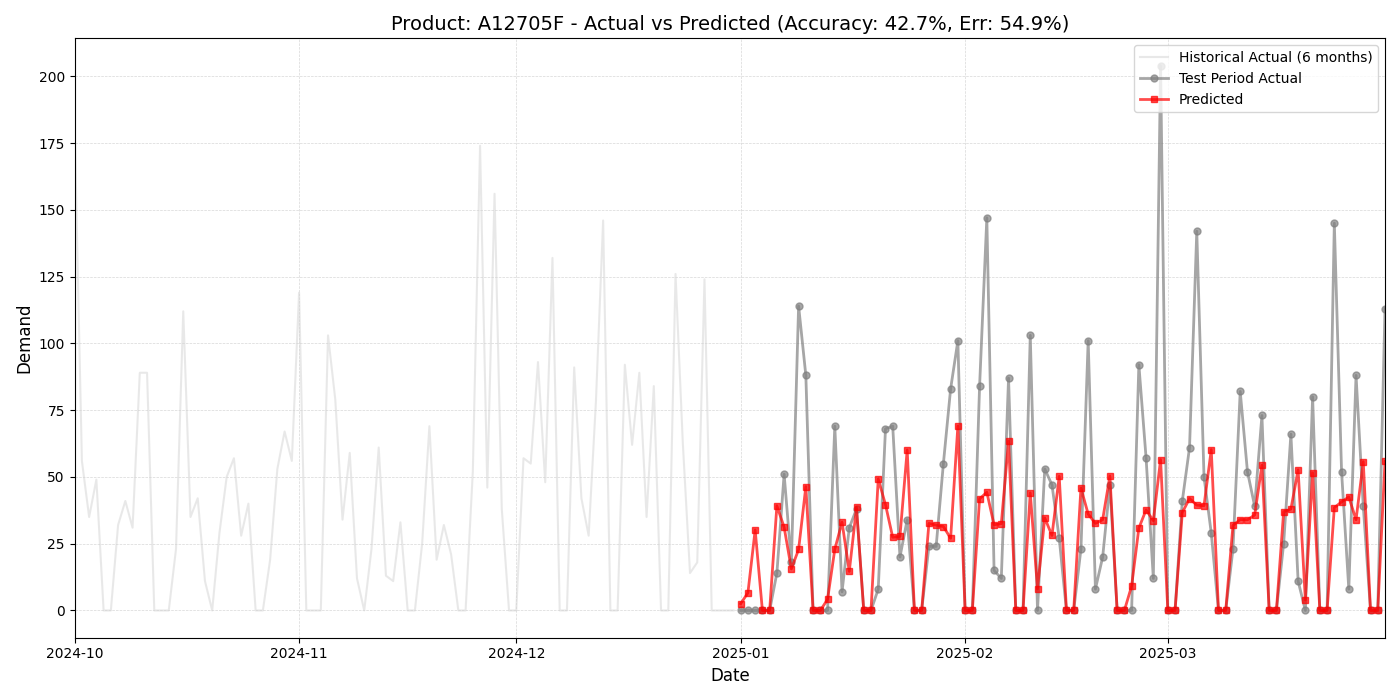 Product: A12705F - Actual vs Predicted (Accuracy: 42.7%, Err: 54.9%)
Historical Actual (6 months)
Test Period Actual
Predicted
Demand
200
175
150
125
100
75
50
25
0
2024-10
2024-11
2024-12
2025-01
2025-02
2025-03
Date